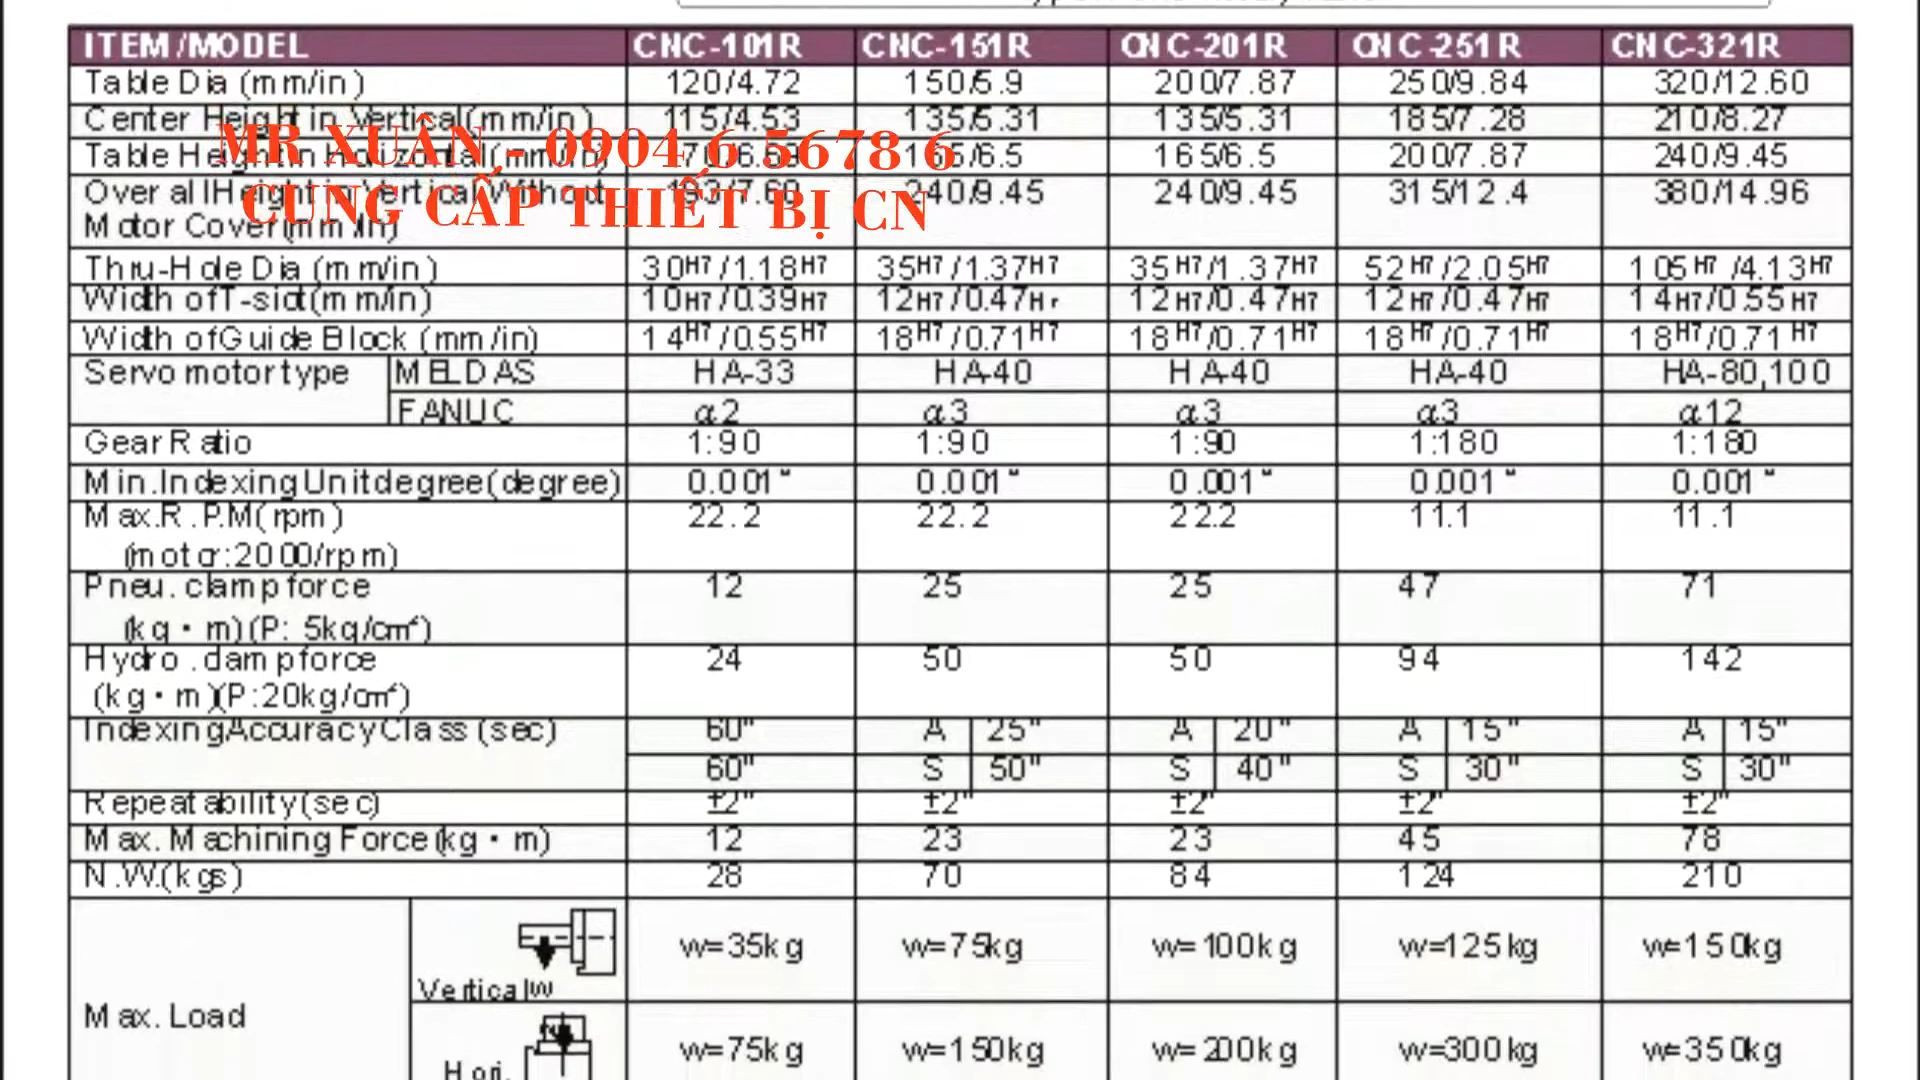 ITEM/MODEL CNC-101R CNC-151R CNC-201R CNC-251R CNC-321R
Table Dia (mm/in) 120/4.72 150/5.9 200/7.87 250/9.84 320/12.60
Center Height in Vertical(mm/in) 115/4.53 135/5.31 135/5.31 185/7.28 210/8.27
MR XUÂN - 0904 6 5678 6
Table Height in Horizontal(mm/in) 165/6.5 165/6.5 200/7.87 240/9.45
Over all Height in Vertical Without 193/7.60 240/9.45 240/9.45 315/12.4 380/14.96
CUNG CẤP THIẾT BỊ CN
Motor Cover(mm/in)
Thru-Hole Dia (mm/in) 30H7/1.18H7 35H7/1.37H7 35H7/1.37H7 52H7/2.05H7 105H7/4.13H7
Width of T-slot(mm/in) 10H7/0.39H7 12H7/0.47H7 12H7/0.47H7 12H7/0.47H7 14H7/0.55H7
Width of Guide Block (mm/in) 14H7/0.55H7 18H7/0.71H7 18H7/0.71H7 18H7/0.71H7 18H7/0.71H7
Servo motor type MELDAS HA-33 HA-40 HA-40 HA-40 HA-80,100
FANUC α2 α3 α3 α3 α12
Gear Ratio 1:90 1:90 1:90 1:180 1:180
Min.Indexing Unit degree(degree) 0.001° 0.001° 0.001° 0.001° 0.001°
Max.R.P.M(rpm) 22.2 22.2 22.2 11.1 11.1
(motor:2000/rpm)
Pneu. clamp force 12 25 25 47 71
(kg·m)(P: 5kg/cm²)
Hydro. clamp force 24 50 50 94 142
(kg·m)(P:20kg/cm²)
Indexing Accuracy Class (sec) 60" A 25" A 20" A 15" A 15"
60" S 50" S 40" S 30" S 30"
Repeatability(sec) ±2" ±2" ±2" ±2" ±2"
Max. Machining Force(kg·m) 12 23 23 45 78
N.W.(kgs) 28 70 84 124 210
w=35kg w=75kg w=100kg w=125kg w=150kg
Vertical W
Max. Load
w=75kg w=150kg w=200kg w=300kg w=350kg
Hori.